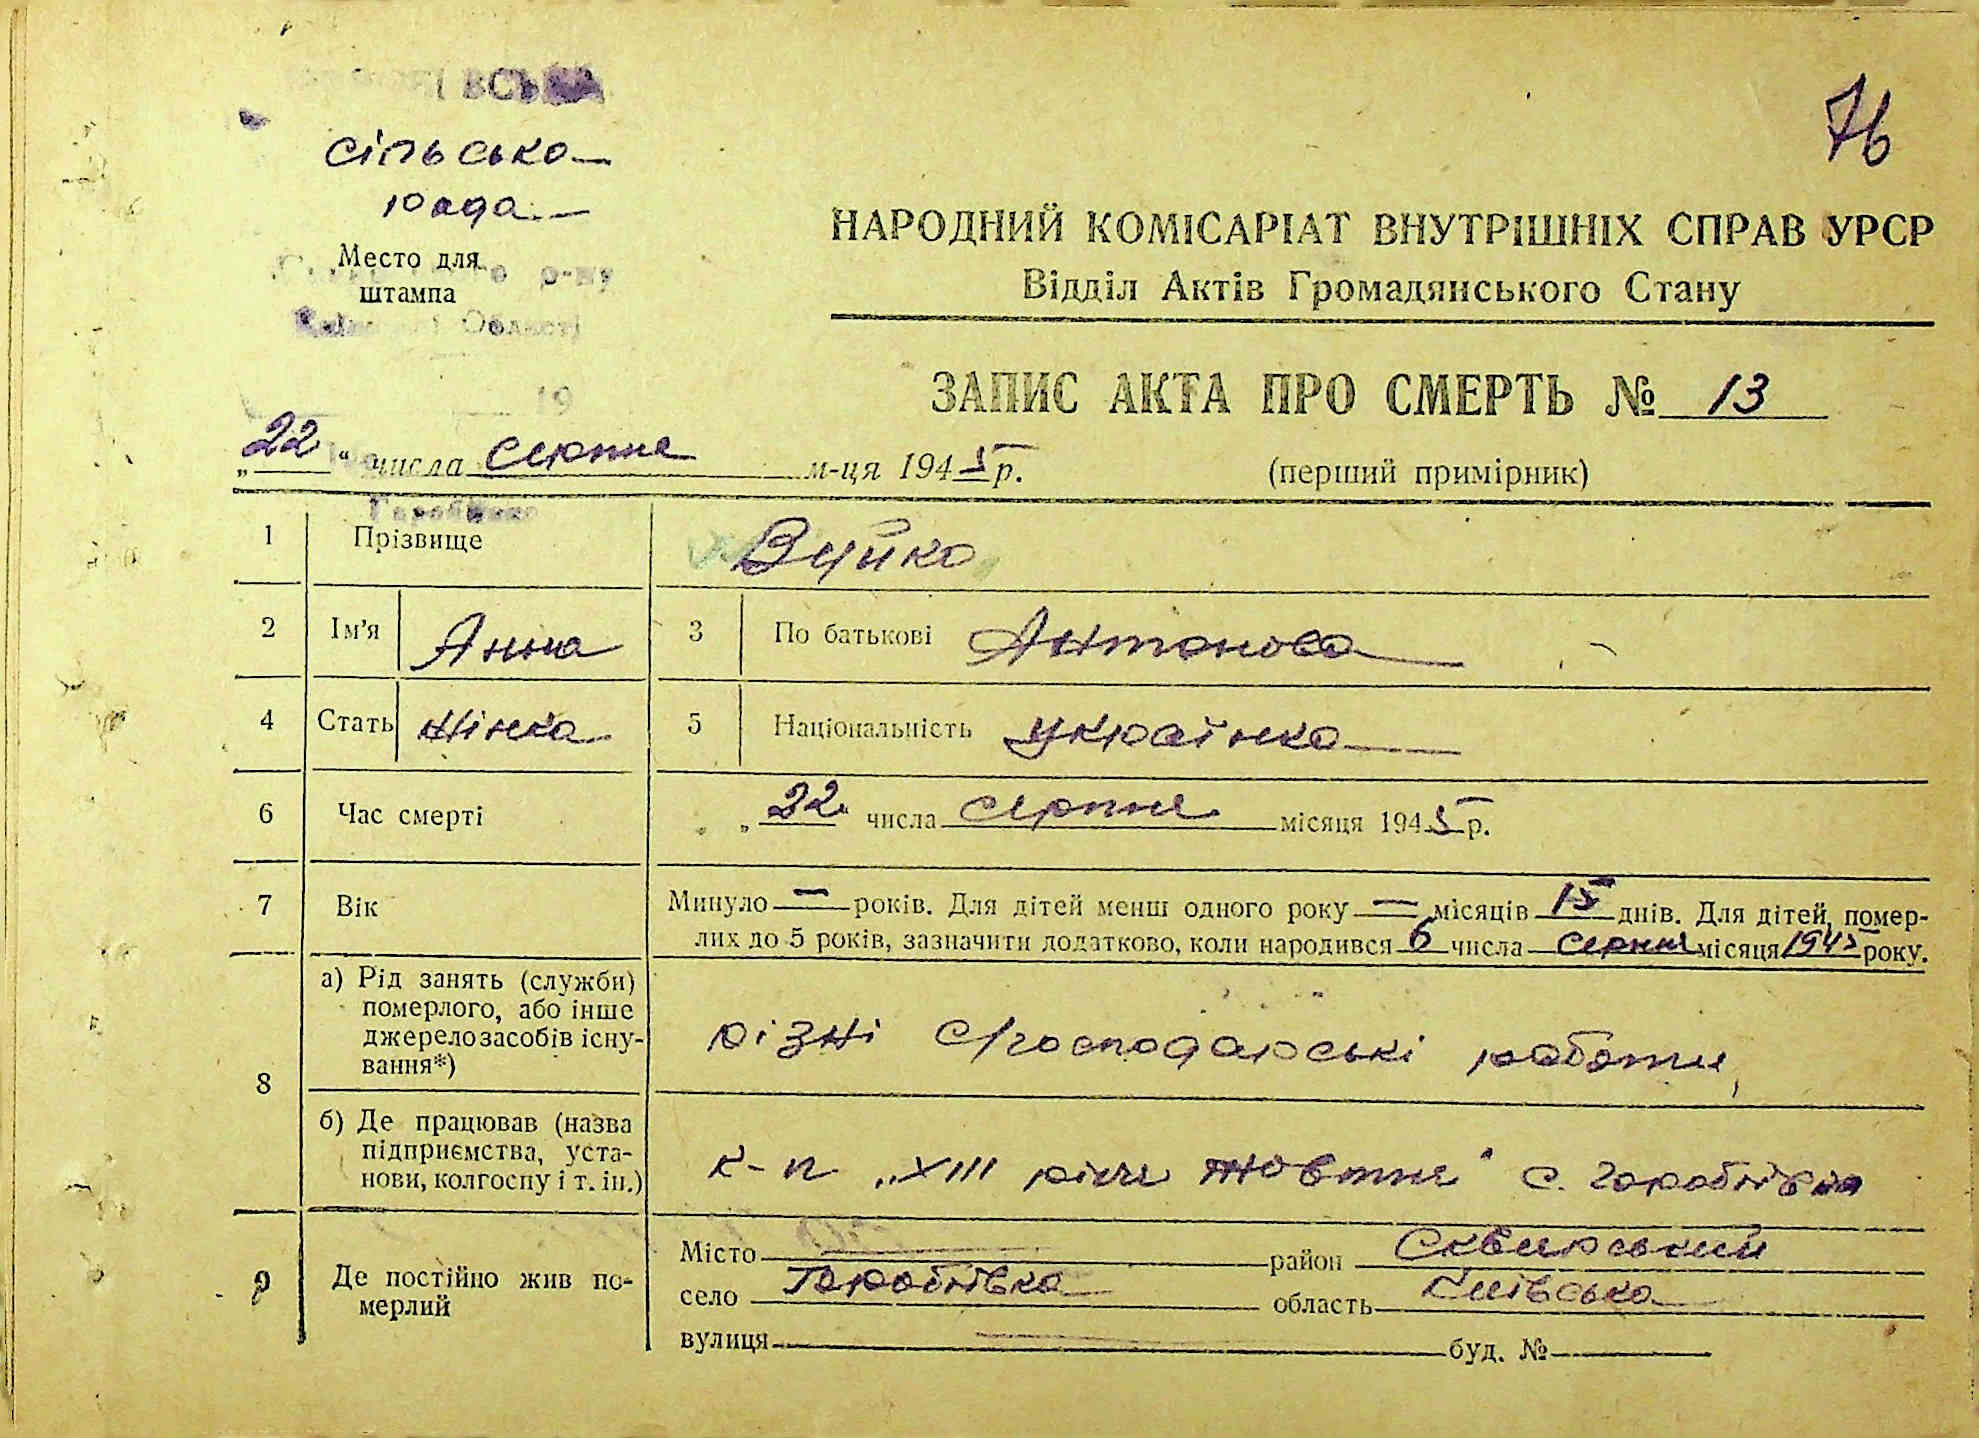 76
сільська
рада
Место для
штампа
р-ну
Області
19
НАРОДНИЙ КОМІСАРІАТ ВНУТРІШНІХ СПРАВ УРСР
Відділ Актів Громадянського Стану
ЗАПИС АКТА ПРО СМЕРТЬ № 13
„22“ числа серпня м-ця 1945 р.
(перший примірник)
1 Прізвище Вуйко
2 Ім'я Анна 3 По батькові Антонова
4 Стать жінка 5 Національність українка
6 Час смерті „22“ числа серпня місяця 1945 р.
7 Вік Минуло — років. Для дітей менш одного року — місяців 15 днів. Для дітей, помер-
лих до 5 років, зазначити додатково, коли народився 6 числа серпня місяця 1945 року.
8 а) Рід занять (служби)
померлого, або інше
джерело засобів існу-
вання*)
різні господарські работи
б) Де працював (назва
підприємства, уста-
нови, колгоспу і т. ін.)
к-п „XIII річчя Жовтня" с. Горобіївка
9 Де постійно жив по-
мерлий
Місто — район Сквирський
село Горобіївка область Київська
вулиця — буд. №